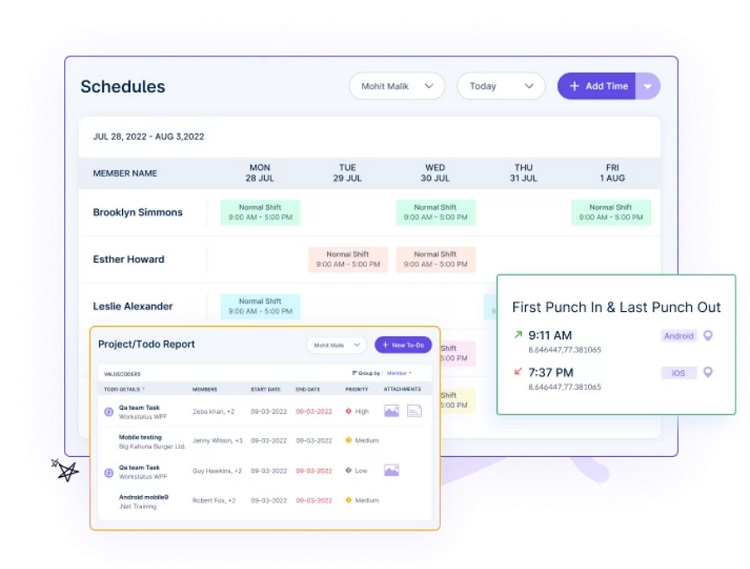 Schedules
Mohit Malik
Today
+ Add Time
JUL 28, 2022 - AUG 3,2022
MEMBER NAME
MON
28 JUL
TUE
29 JUL
WED
30 JUL
THU
31 JUL
FRI
1 AUG
Brooklyn Simmons
Normal Shift
9:00 AM - 5:00 PM
Normal Shift
9:00 AM - 5:00 PM
Normal Shift
9:00 AM - 5:00 PM
Esther Howard
Normal Shift
9:00 AM - 5:00 PM
Normal Shift
9:00 AM - 5:00 PM
Leslie Alexander
Normal Shift
9:00 AM - 5:00 PM
Shift
5:00 PM
5:00 PM
First Punch In & Last Punch Out
9:11 AM
8.646447,77.381065
Android
7:37 PM
8.646447,77.381065
iOS
Project/Todo Report
Mohit Malik
+ New To-Do
VALUECODERS
Group by : Member
TODO DETAILS
MEMBERS
START DATE
END DATE
PRIORITY
ATTACHMENTS
Qa team Task
Workstatus WPF
Zeba khan, +2
09-03-2022
09-03-2022
High
Mobile testing
Big Kahuna Burger Ltd.
Jenny Wilson, +3
09-03-2022
09-03-2022
Medium
Qa team Task
Workstatus WPF
Guy Hawkins, +2
09-03-2022
09-03-2022
Low
Android mobile9
.Net Training
Robert Fox, +2
09-03-2022
09-03-2022
Medium